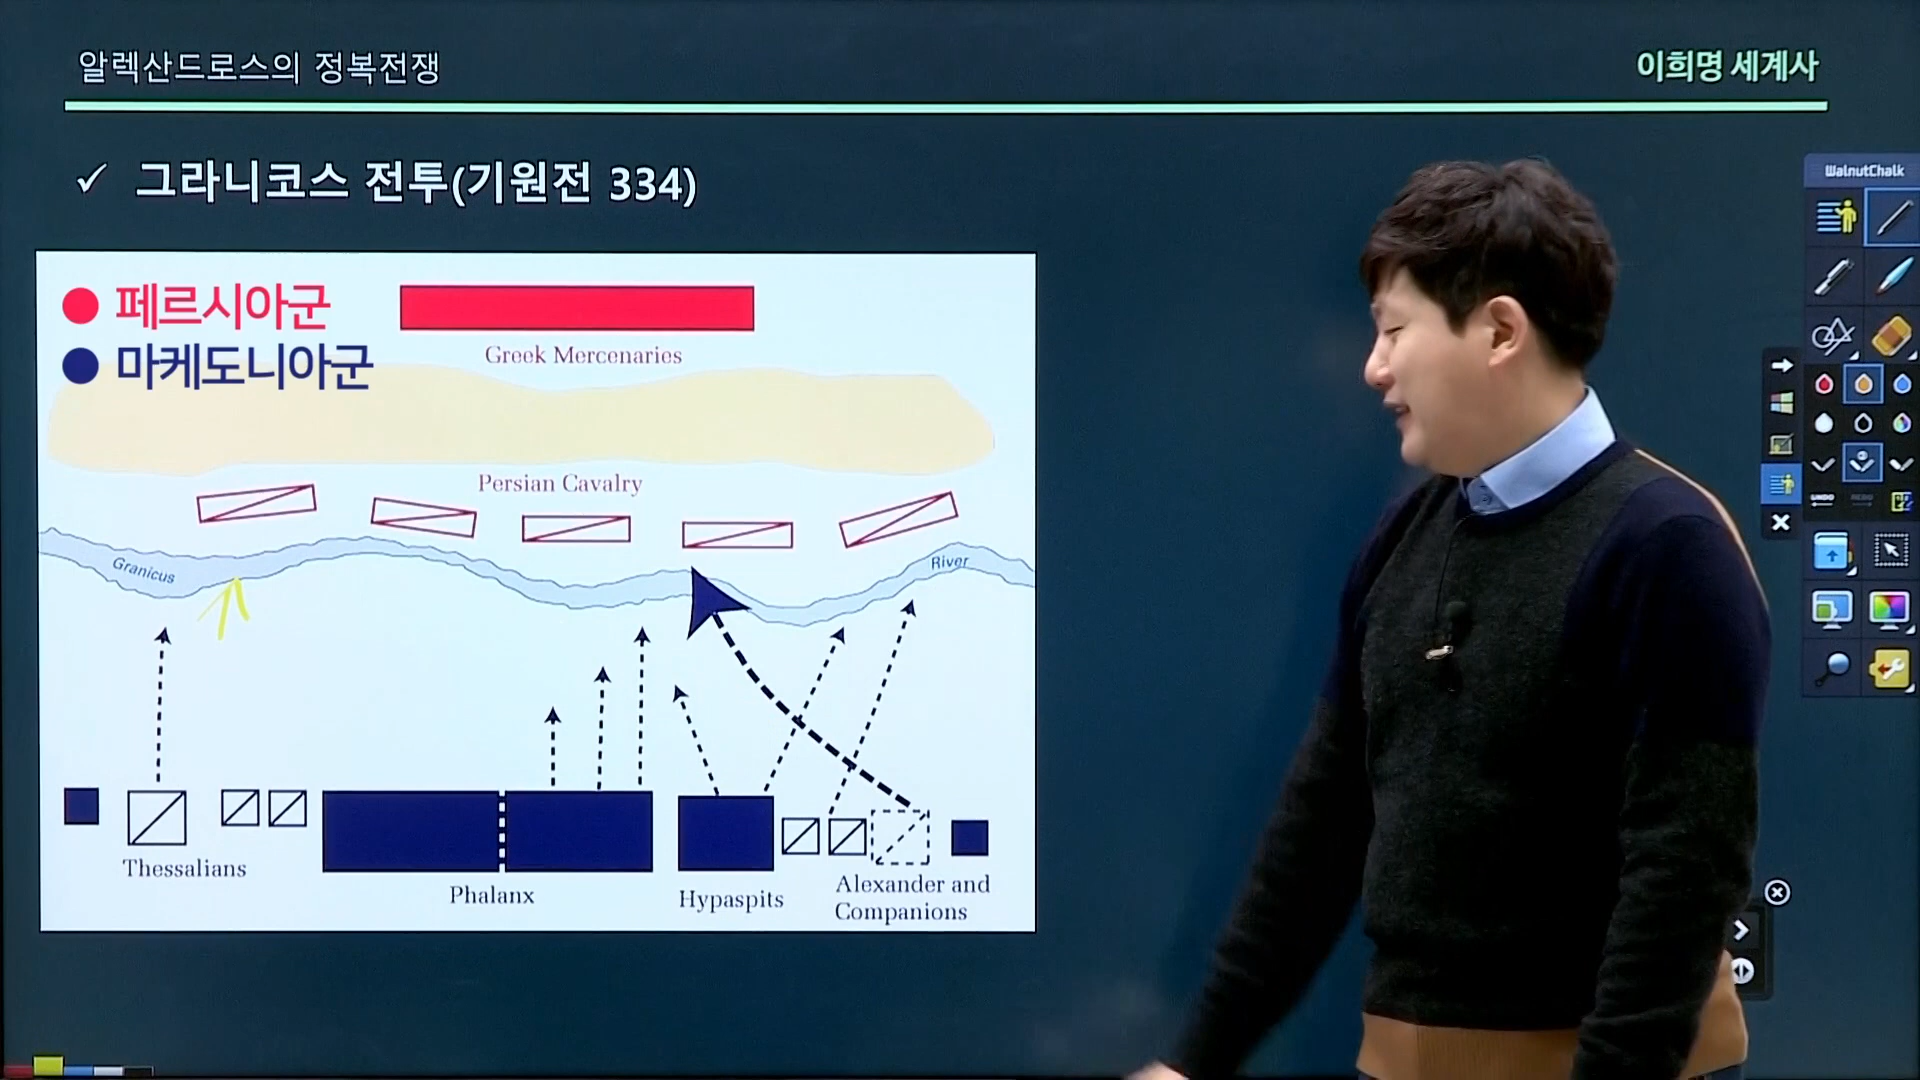 알렉산드로스의 정복전쟁
이희명 세계사
✓ 그라니코스 전투(기원전 334)
WalnutChalk
페르시아군
마케도니아군
Greek Mercenaries
Persian Cavalry
Granicus
River
UNDO
REDO
Thessalians
Phalanx
Hypaspits
Alexander and
Companions